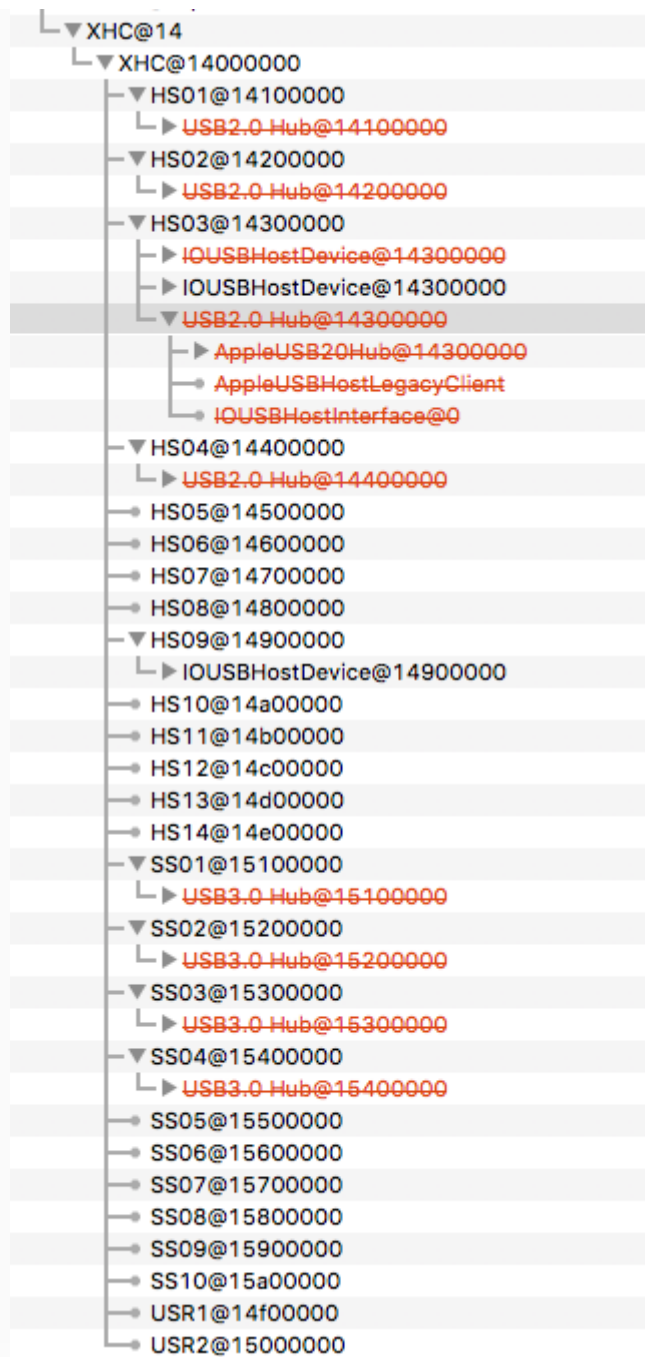 XHC@14
XHC@14000000
HS01@14100000
USB2.0 Hub@14100000
HS02@14200000
USB2.0 Hub@14200000
HS03@14300000
IOUSBHostDevice@14300000
IOUSBHostDevice@14300000
USB2.0 Hub@14300000
AppleUSB20Hub@14300000
AppleUSBHostLegacyClient
IOUSBHostInterface@0
HS04@14400000
USB2.0 Hub@14400000
HS05@14500000
HS06@14600000
HS07@14700000
HS08@14800000
HS09@14900000
IOUSBHostDevice@14900000
HS10@14a00000
HS11@14b00000
HS12@14c00000
HS13@14d00000
HS14@14e00000
SS01@15100000
USB3.0 Hub@15100000
SS02@15200000
USB3.0 Hub@15200000
SS03@15300000
USB3.0 Hub@15300000
SS04@15400000
USB3.0 Hub@15400000
SS05@15500000
SS06@15600000
SS07@15700000
SS08@15800000
SS09@15900000
SS10@15a00000
USR1@14f00000
USR2@15000000